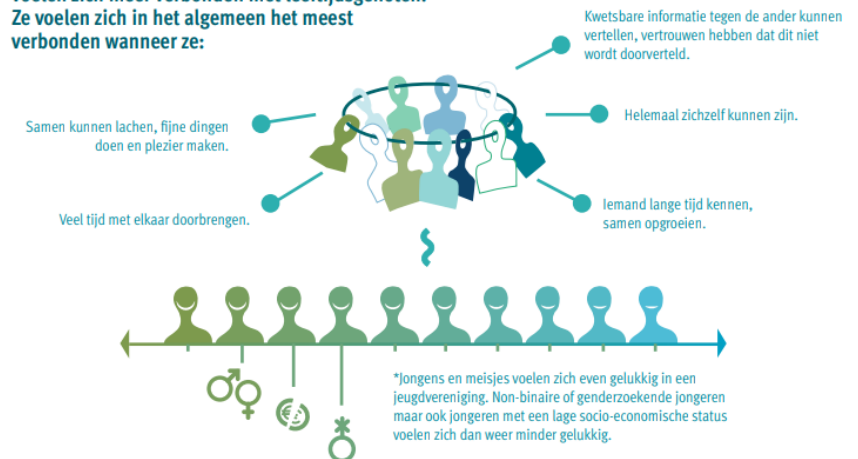 Ze voelen zich in het algemeen het meest
verbonden wanneer ze:
Kwetsbare informatie tegen de ander kunnen
vertellen, vertrouwen hebben dat dit niet
wordt doorverteld.
Samen kunnen lachen, fijne dingen
doen en plezier maken.
Helemaal zichzelf kunnen zijn.
Veel tijd met elkaar doorbrengen.
Iemand lange tijd kennen,
samen opgroeien.
*Jongens en meisjes voelen zich even gelukkig in een
jeugdvereniging. Non-binaire of genderzoekende jongeren
maar ook jongeren met een lage socio-economische status
voelen zich dan weer minder gelukkig.